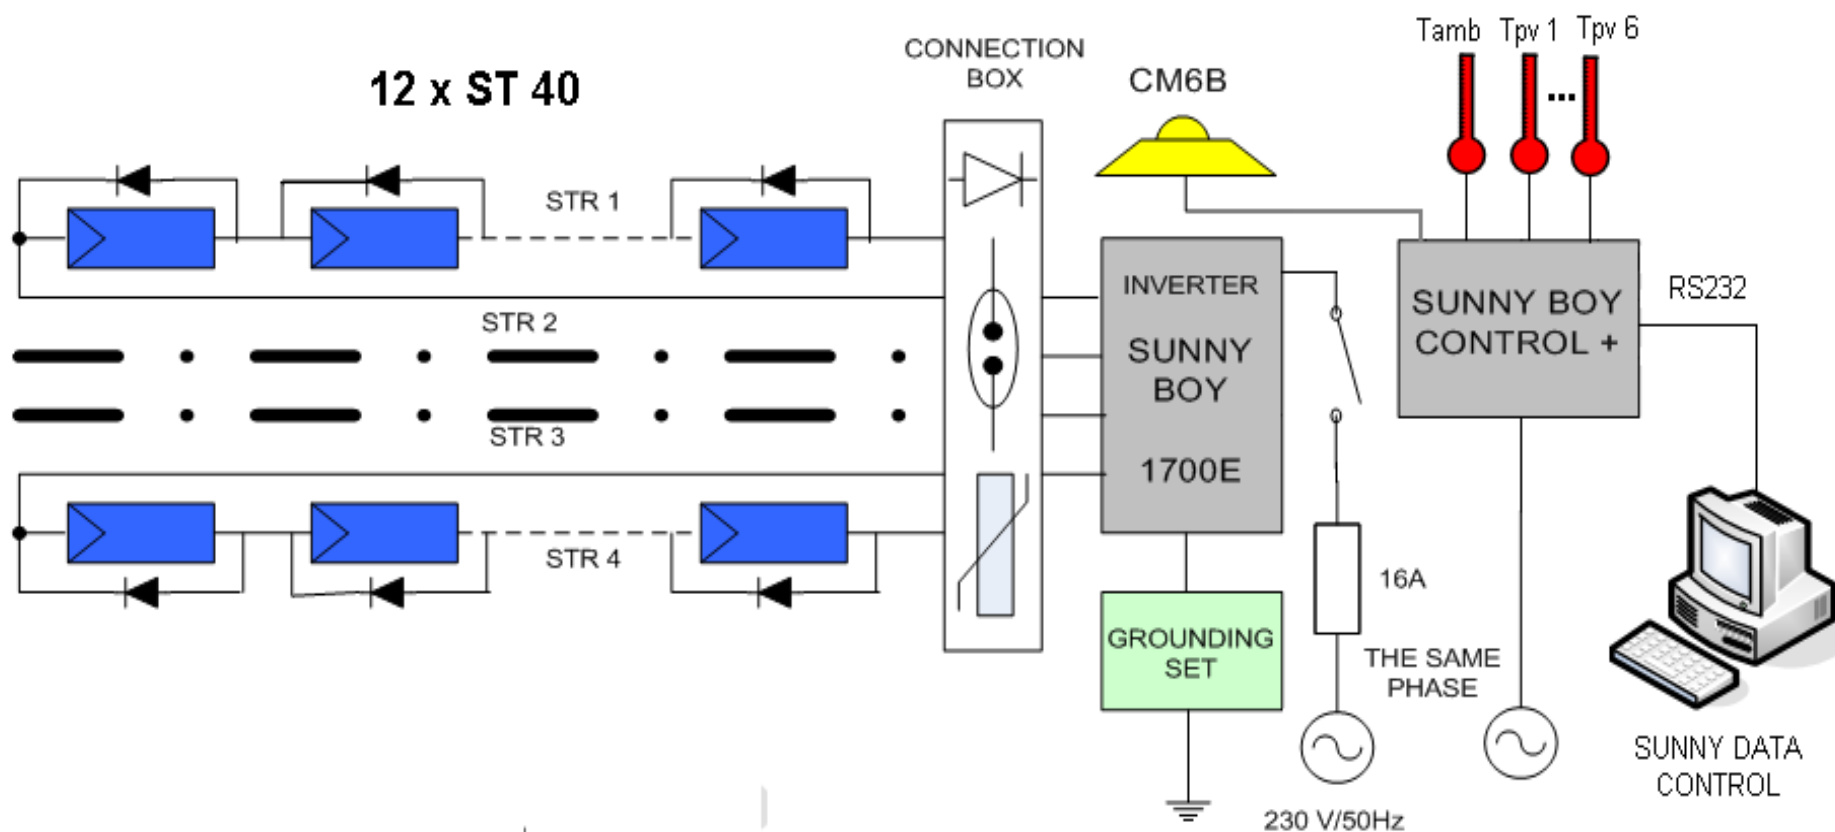 Tamb Tpv 1 Tpv 6
CONNECTION
BOX
12 x ST 40
CM6B
STR 1
RS232
INVERTER
SUNNY
BOY
1700E
SUNNY BOY
CONTROL +
STR 2
STR 3
STR 4
16A
GROUNDING
SET
THE SAME
PHASE
SUNNY DATA
CONTROL
230 V/50Hz